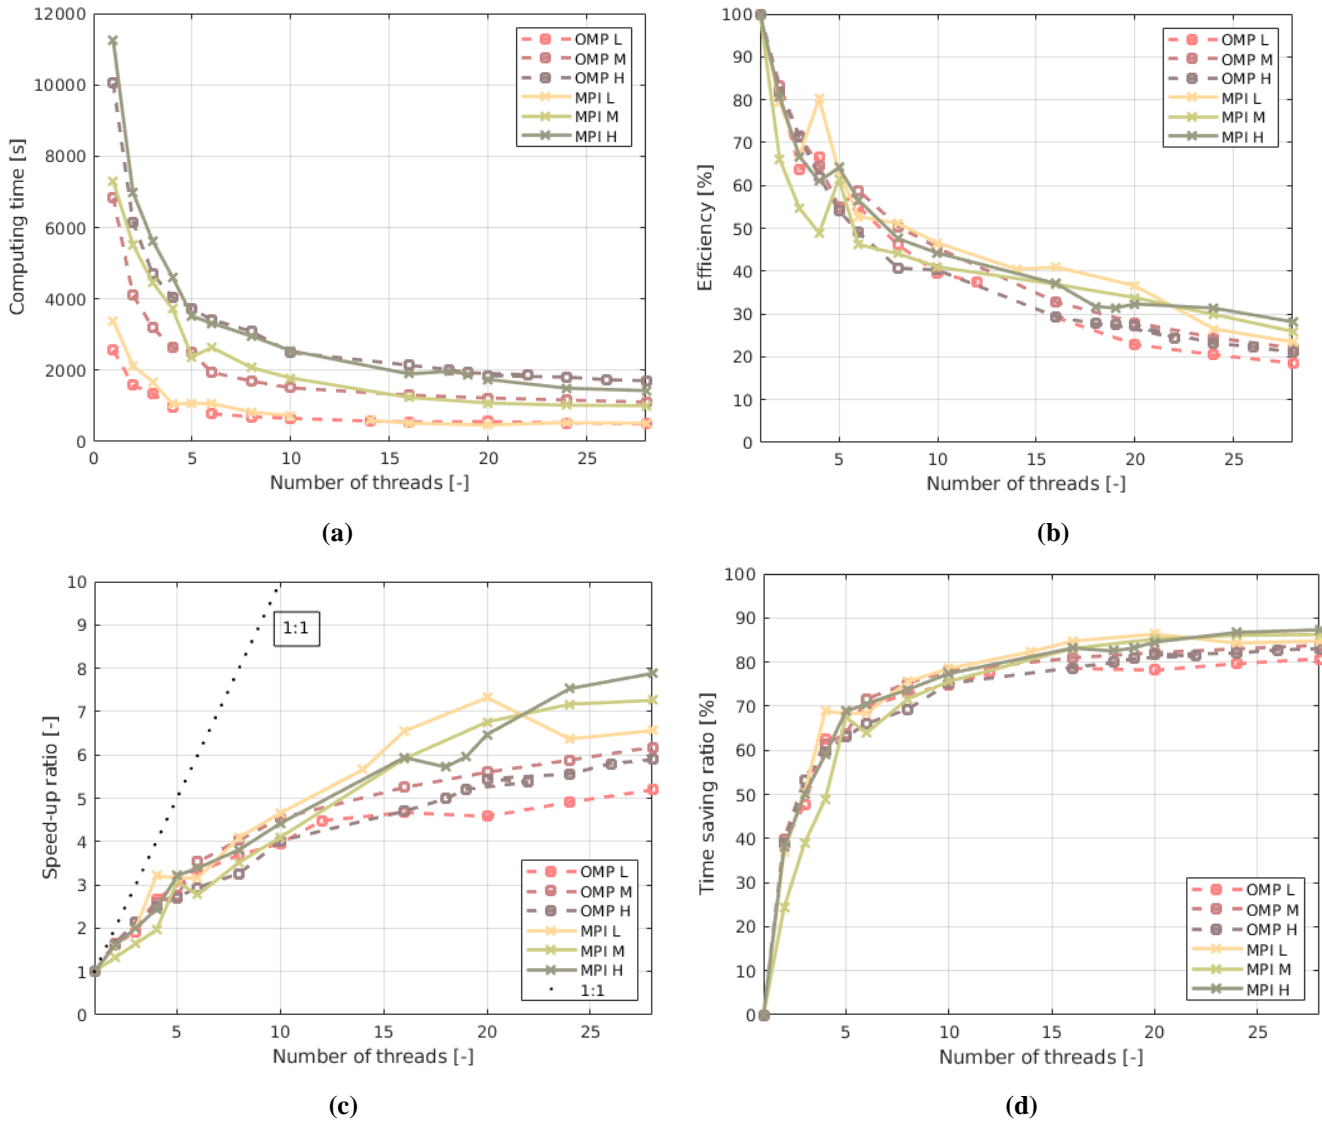 12000
10000
8000
6000
4000
2000
0
0
5
10
15
20
25
Computing time [s]
Number of threads [-]
OMP L
OMP M
OMP H
MPI L
MPI M
MPI H
(a)
100
90
80
70
60
50
40
30
20
10
0
5
10
15
20
25
Efficiency [%]
Number of threads [-]
OMP L
OMP M
OMP H
MPI L
MPI M
MPI H
(b)
10
9
8
7
6
5
4
3
2
1
0
5
10
15
20
25
Speed-up ratio [-]
Number of threads [-]
1:1
OMP L
OMP M
OMP H
MPI L
MPI M
MPI H
1:1
(c)
100
90
80
70
60
50
40
30
20
10
0
5
10
15
20
25
Time saving ratio [%]
Number of threads [-]
OMP L
OMP M
OMP H
MPI L
MPI M
MPI H
(d)